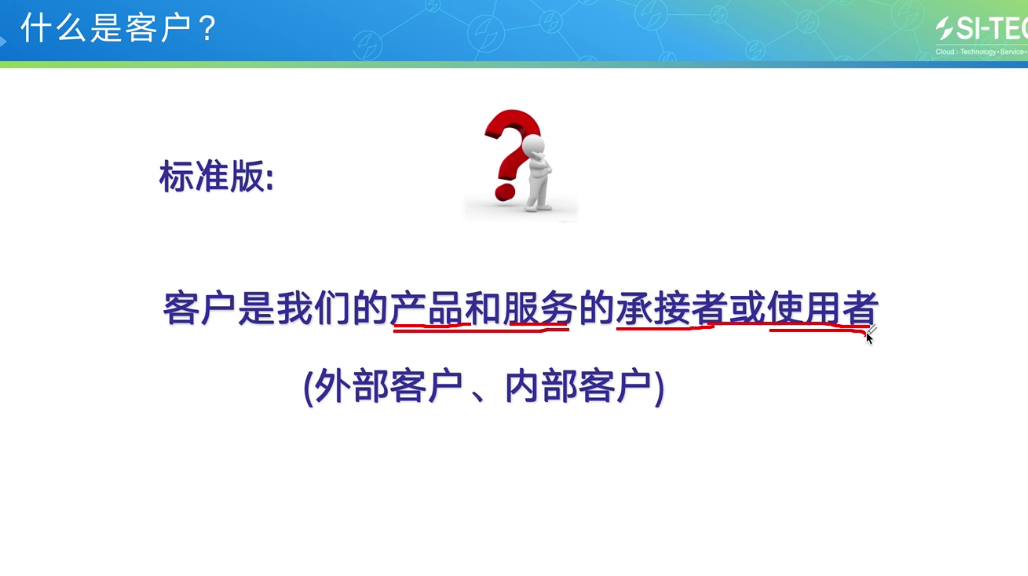 什么是客户？
SI-TEC
Cloud : Technology · Service ·
标准版:
客户是我们的产品和服务的承接者或使用者
(外部客户、内部客户)